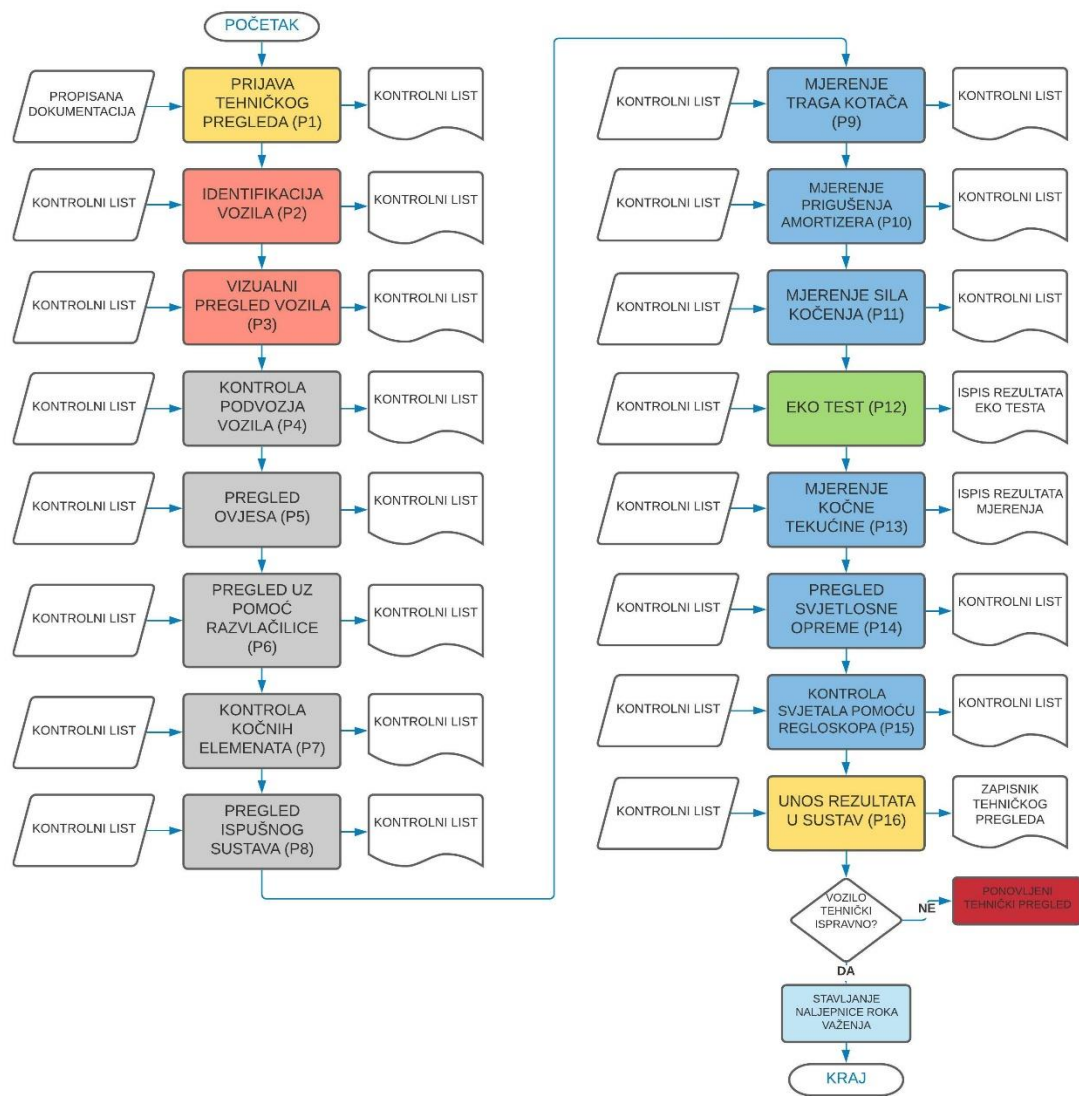 POČETAK
PROPISANA
DOKUMENTACIJA
PRIJAVA
TEHNIČKOG
PREGLEDA (P1)
KONTROLNI LIST
KONTROLNI LIST
IDENTIFIKACIJA
VOZILA (P2)
KONTROLNI LIST
KONTROLNI LIST
VIZUALNI
PREGLED VOZILA
(P3)
KONTROLNI LIST
KONTROLNI LIST
KONTROLA
PODVOZJA
VOZILA (P4)
KONTROLNI LIST
KONTROLNI LIST
PREGLED
OVJESA (P5)
KONTROLNI LIST
KONTROLNI LIST
PREGLED UZ
POMOĆ
RAZVLAČILICE
(P6)
KONTROLNI LIST
KONTROLNI LIST
KONTROLA
KOČNIH
ELEMENATA (P7)
KONTROLNI LIST
KONTROLNI LIST
PREGLED
ISPUŠNOG
SUSTAVA (P8)
KONTROLNI LIST
KONTROLNI LIST
MJERENJE
TRAGA KOTAČA
(P9)
KONTROLNI LIST
KONTROLNI LIST
MJERENJE
PRIGUŠENJA
AMORTIZERA (P10)
KONTROLNI LIST
KONTROLNI LIST
MJERENJE SILA
KOČENJA (P11)
KONTROLNI LIST
KONTROLNI LIST
EKO TEST (P12)
ISPIS REZULTATA
EKO TESTA
KONTROLNI LIST
MJERENJE
KOČNE
TEKUĆINE (P13)
ISPIS REZULTATA
MJERENJA
KONTROLNI LIST
PREGLED
SVJETLOSNE
OPREME (P14)
KONTROLNI LIST
KONTROLNI LIST
KONTROLA
SVJETALA POMOĆU
REGLOSKOPA (P15)
KONTROLNI LIST
KONTROLNI LIST
UNOS REZULTATA
U SUSTAV (P16)
ZAPISNIK
TEHNIČKOG
PREGLEDA
VOZILO
TEHNIČKI
ISPRAVNO?
NE
PONOVLJENI
TEHNIČKI PREGLED
DA
STAVLJANJE
NALJEPNICE ROKA
VAŽENJA
KRAJ